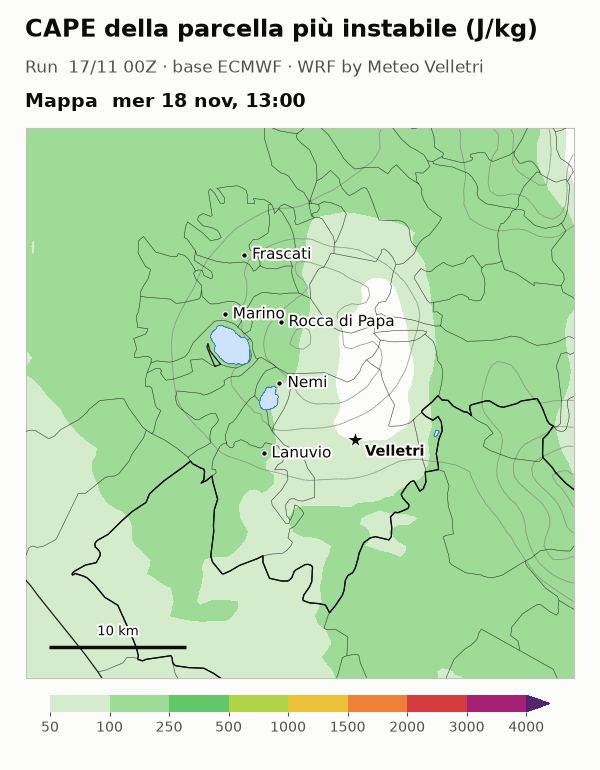 CAPE della parcella più instabile (J/kg)
Run  17/11 00Z · base ECMWF · WRF by Meteo Velletri
Mappa  mer 18 nov, 13:00
Frascati
Marino
Rocca di Papa
Nemi
Lanuvio
Velletri
10 km
50 100 250 500 1000 1500 2000 3000 4000